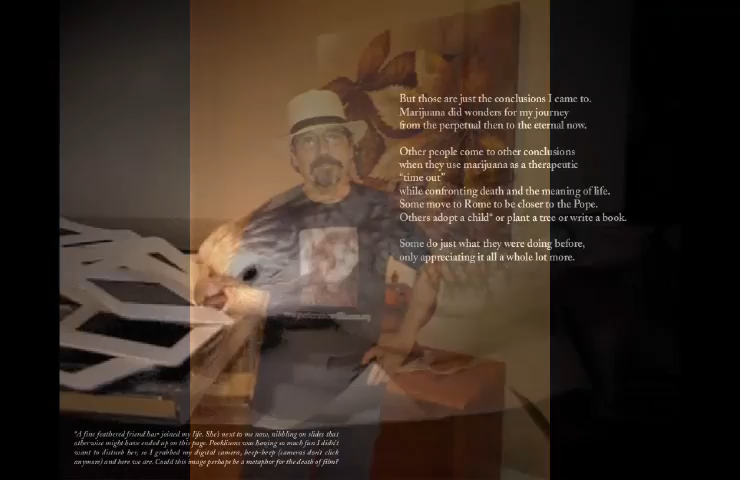 But those are just the conclusions I came to.
Marijuana did wonders for my journey
from the perpetual then to the eternal now.
Other people come to other conclusions
when they use marijuana as a therapeutic
"time out"
while confronting death and the meaning of life.
Some move to Rome to be closer to the Pope.
Others adopt a child* or plant a tree or write a book.
Some do just what they were doing before,
only appreciating it all a whole lot more.
*A fine feathered friend has joined my life. She's next to me now, nibbling on slides that
otherwise might have ended up on this page. Pookliums was having so much fun I didn't
want to disturb her, so I grabbed my digital camera, beep-beep (cameras don't click
anymore) and here we are. Could this image perhaps be a metaphor for the death of film?